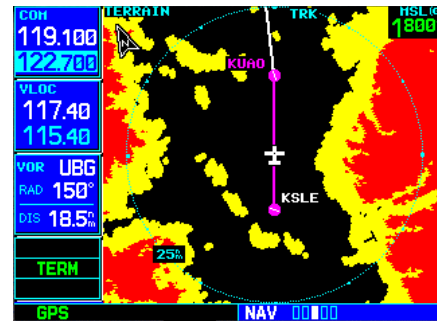 COM
119.100
122.700
VLOC
117.40
115.40
VOR UBG
RAD 150°
DIS 18.5nm
TERM
GPS
TERRAIN
TRK
MSL@
1800
N
KUAO
KSLE
25nm
NAV